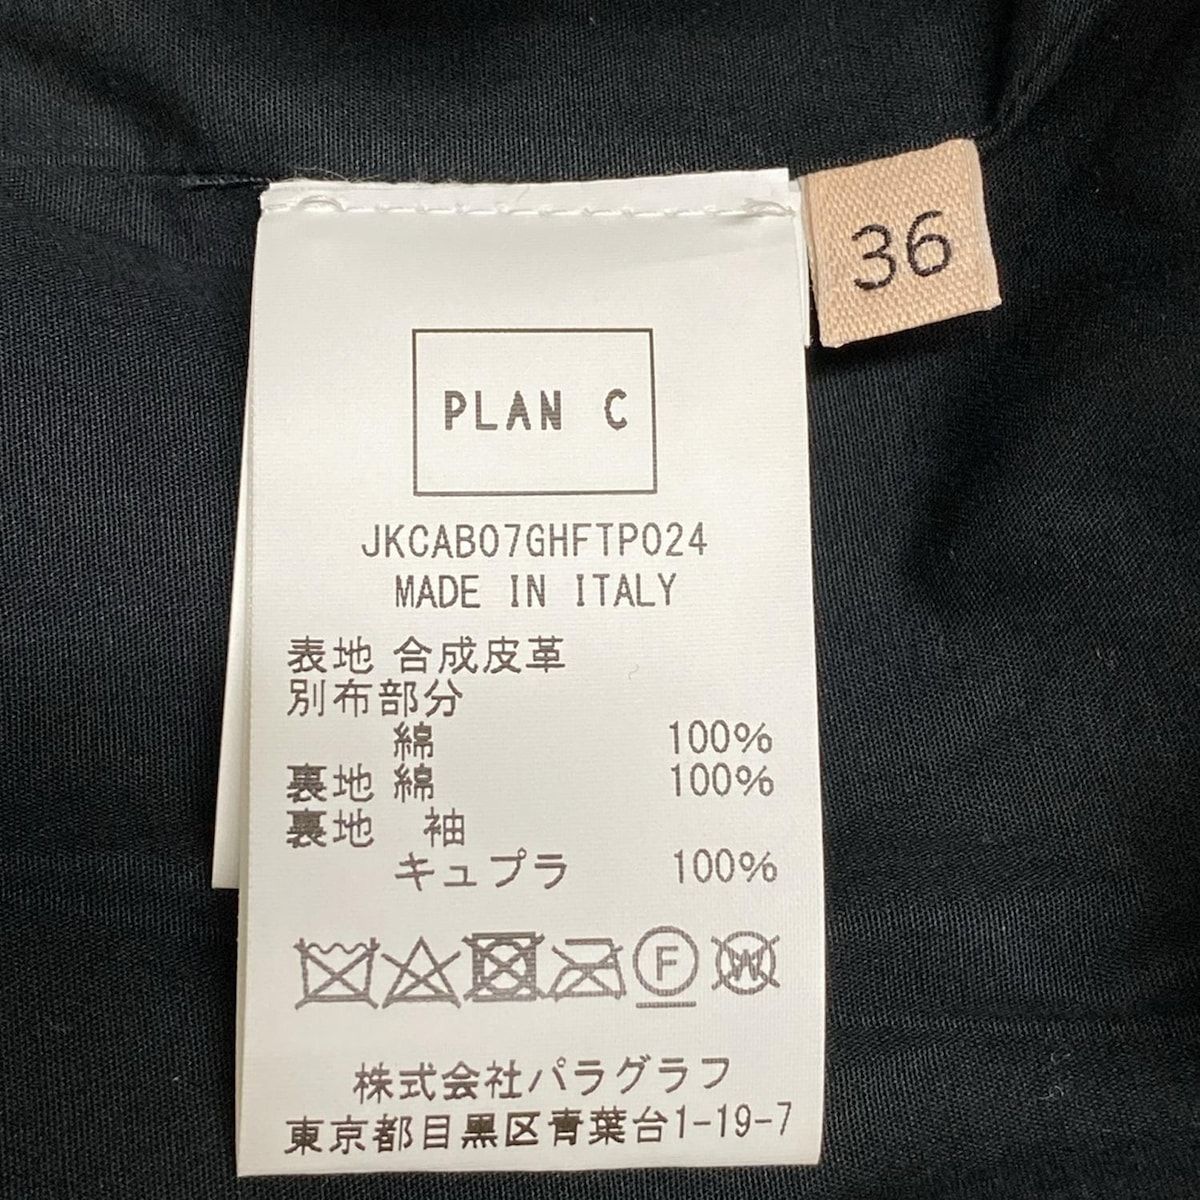 36
PLAN C
JKCAB07GHFTP024
MADE IN ITALY
表地 合成皮革
別布部分
綿 100%
裏地 綿 100%
裏地 袖
キュプラ 100%
F W
株式会社パラグラフ
東京都目黒区青葉台1-19-7